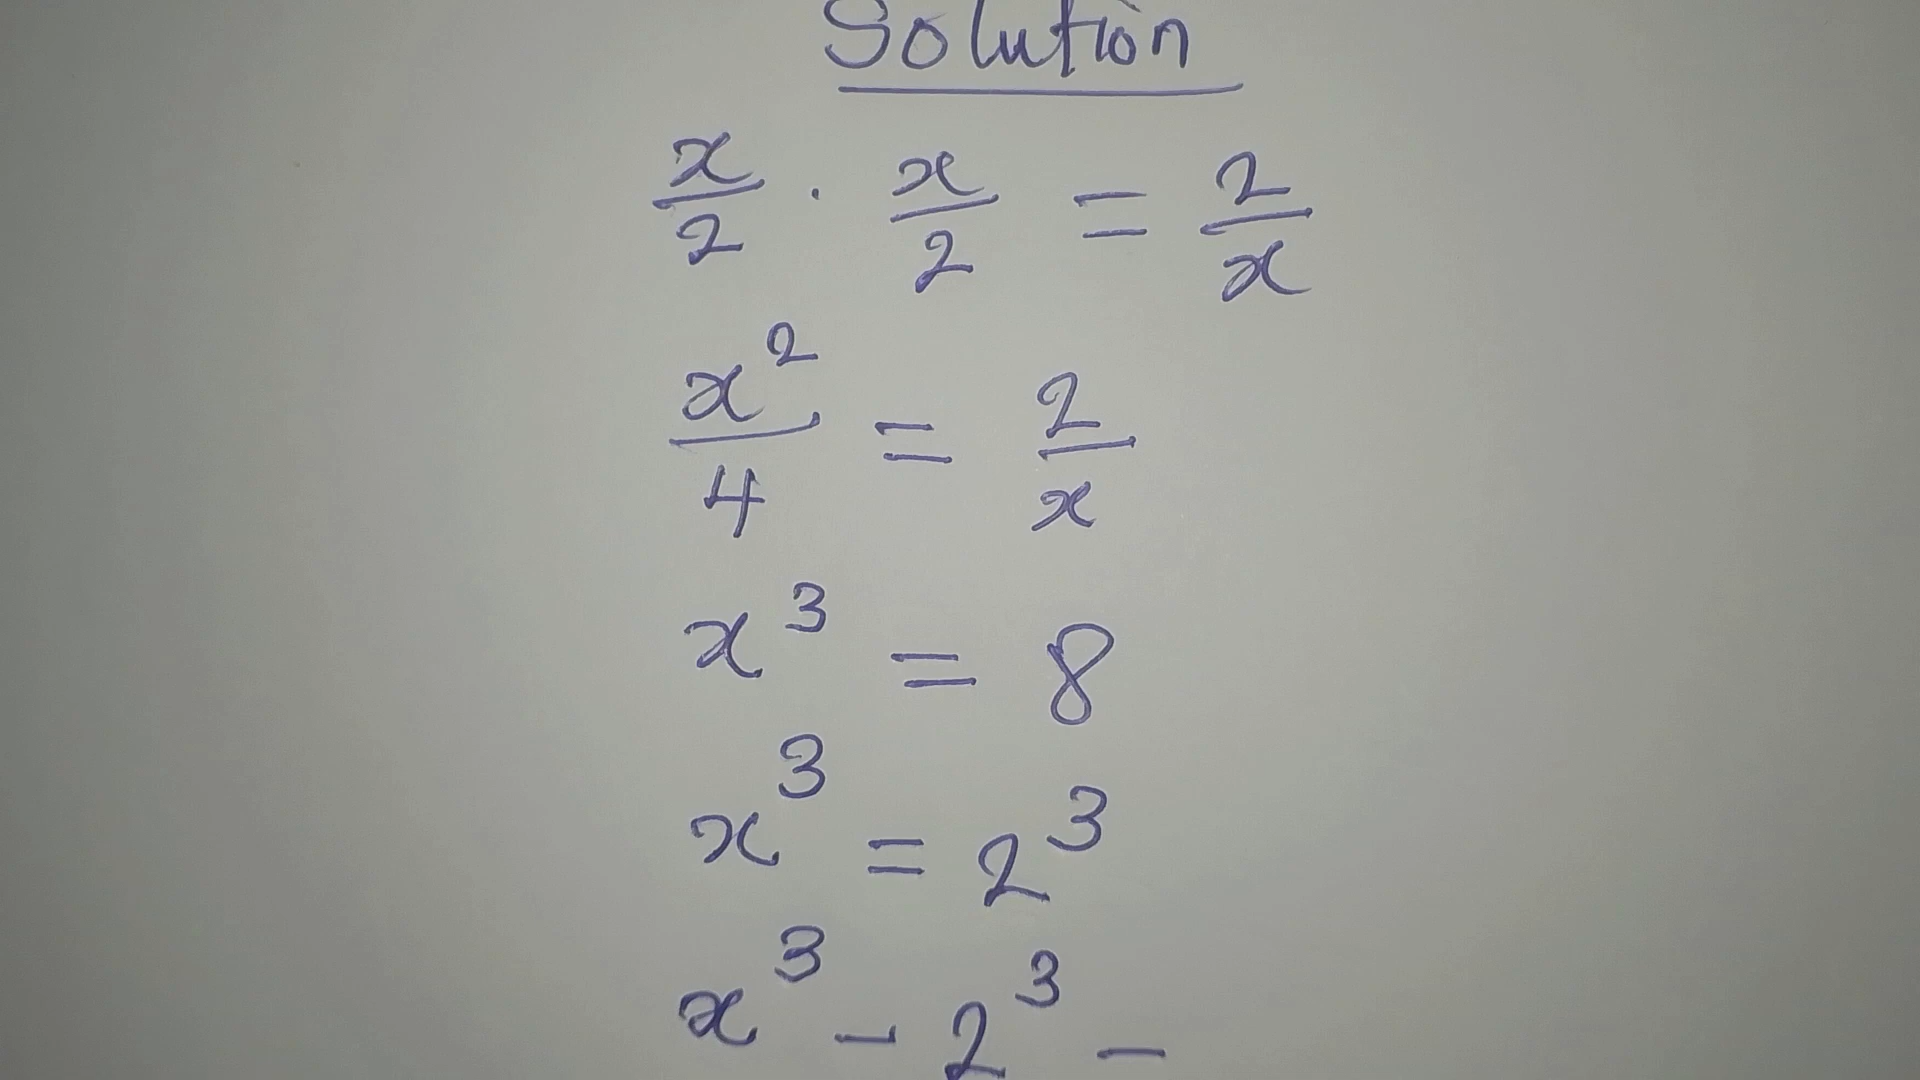 Solution
x/2 · x/2 = 2/x
x²/4 = 2/x
x³ = 8
x³ = 2³
x³ - 2³ -